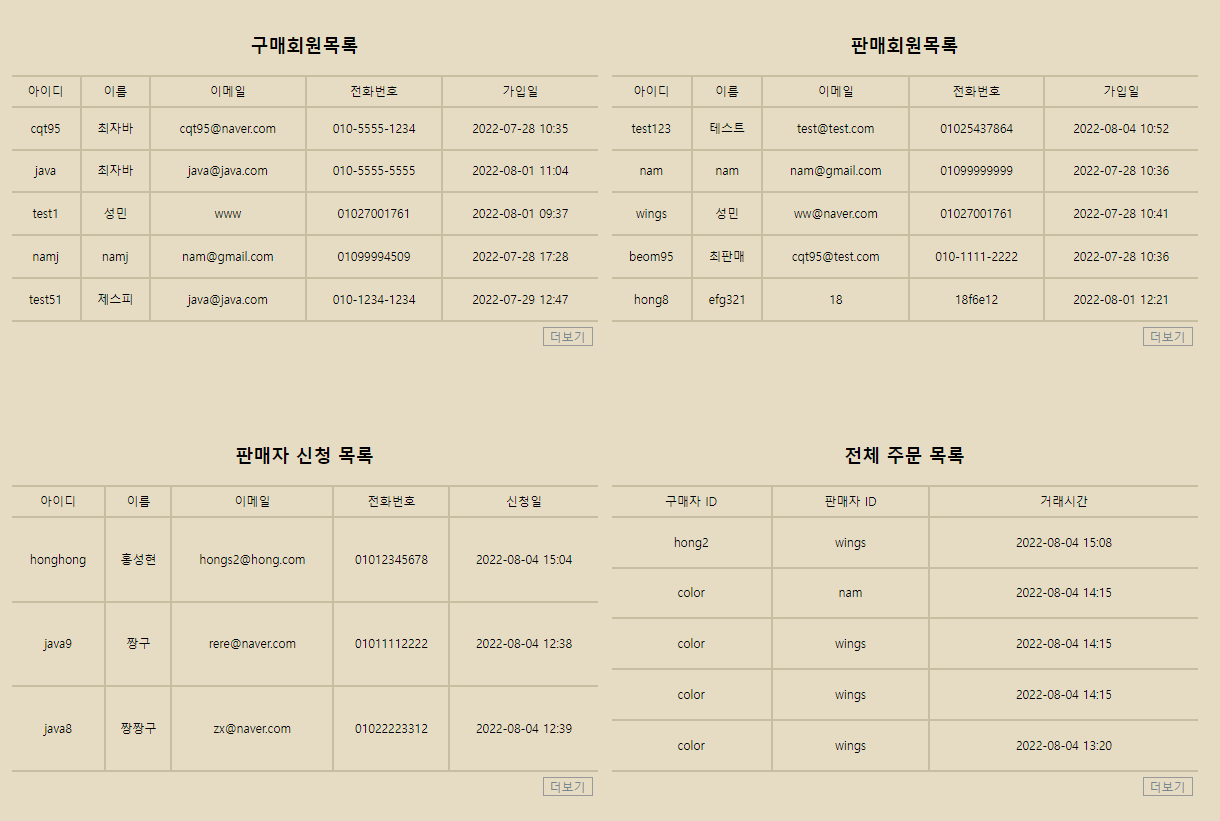 구매회원목록
아이디 이름 이메일 전화번호 가입일
cqt95 최자바 cqt95@naver.com 010-5555-1234 2022-07-28 10:35
java 최자바 java@java.com 010-5555-5555 2022-08-01 11:04
test1 성민 www 01027001761 2022-08-01 09:37
namj namj nam@gmail.com 01099994509 2022-07-28 17:28
test51 제스피 java@java.com 010-1234-1234 2022-07-29 12:47
더보기
판매회원목록
아이디 이름 이메일 전화번호 가입일
test123 테스트 test@test.com 01025437864 2022-08-04 10:52
nam nam nam@gmail.com 01099999999 2022-07-28 10:36
wings 성민 ww@naver.com 01027001761 2022-07-28 10:41
beom95 최판매 cqt95@test.com 010-1111-2222 2022-07-28 10:36
hong8 efg321 18 18f6e12 2022-08-01 12:21
더보기
판매자 신청 목록
아이디 이름 이메일 전화번호 신청일
honghong 홍성현 hongs2@hong.com 01012345678 2022-08-04 15:04
java9 짱구 rere@naver.com 01011112222 2022-08-04 12:38
java8 짱짱구 zx@naver.com 01022223312 2022-08-04 12:39
더보기
전체 주문 목록
구매자 ID 판매자 ID 거래시간
hong2 wings 2022-08-04 15:08
color nam 2022-08-04 14:15
color wings 2022-08-04 14:15
color wings 2022-08-04 14:15
color wings 2022-08-04 13:20
더보기